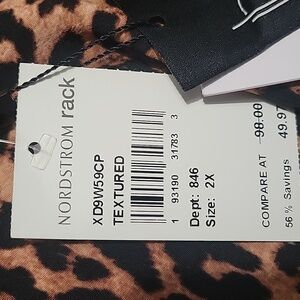 NORDSTROM rack
XD9W59CP
TEXTURED
1 93190 31783 3
Dept: 846
Size: 2X
COMPARE AT 98.00
56 % Savings 49.97